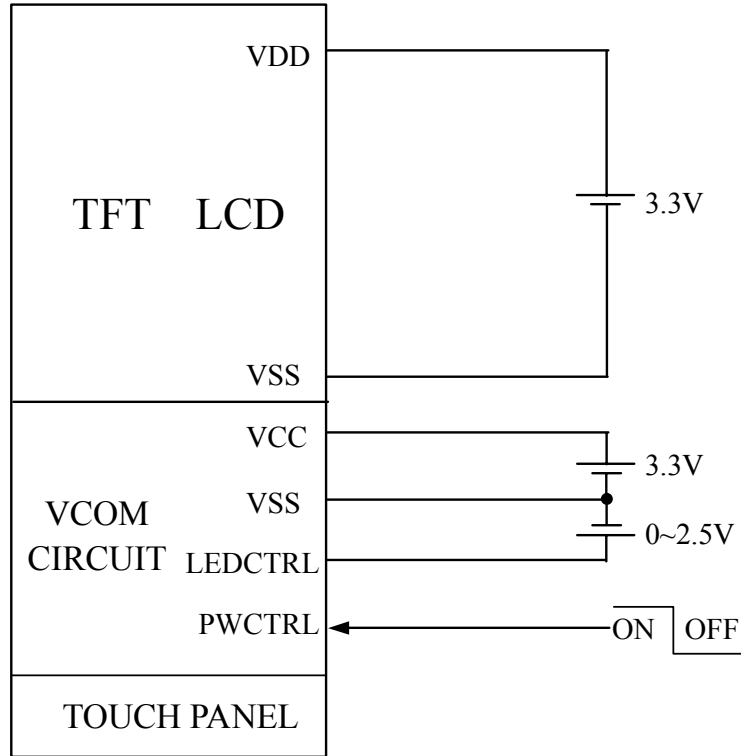 VDD
TFT LCD
3.3V
VSS
VCC
3.3V
VSS
VCOM
CIRCUIT
0~2.5V
LEDCTRL
PWCTRL
ON OFF
TOUCH PANEL